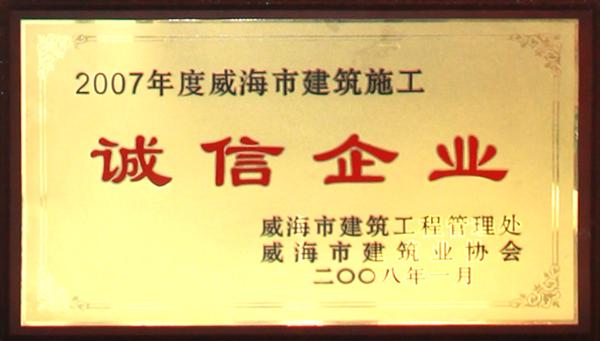 2007年度威海市建筑施工
诚信企业
威海市建筑工程管理处
威海市建筑业协会
二〇〇八年一月